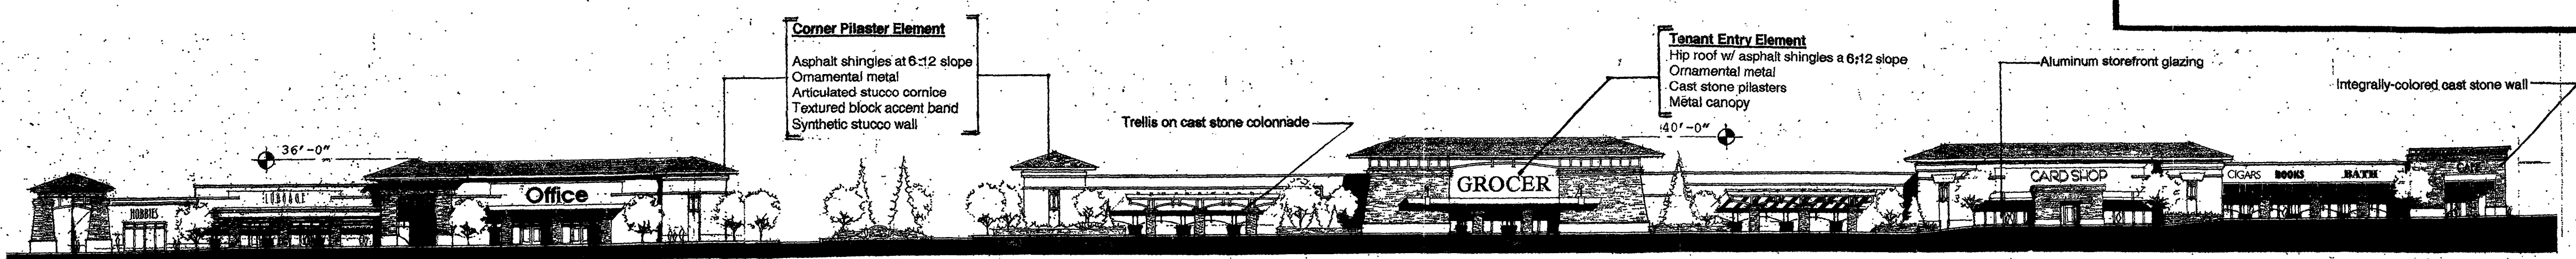 Corner Pilaster Element
Asphalt shingles at 6:12 slope
Ornamental metal
Articulated stucco cornice
Textured block accent band
Synthetic stucco wall
Tenant Entry Element
Hip roof w/ asphalt shingles a 6:12 slope
Ornamental metal
Cast stone pilasters
Metal canopy
Aluminum storefront glazing
Integrally-colored cast stone wall
Trellis on cast stone colonnade
36'-0"
40'-0"
HOBBIES
LUGGAGE
Office
GROCER
CARD SHOP
CIGARS
BOOKS
BATH
CAFE